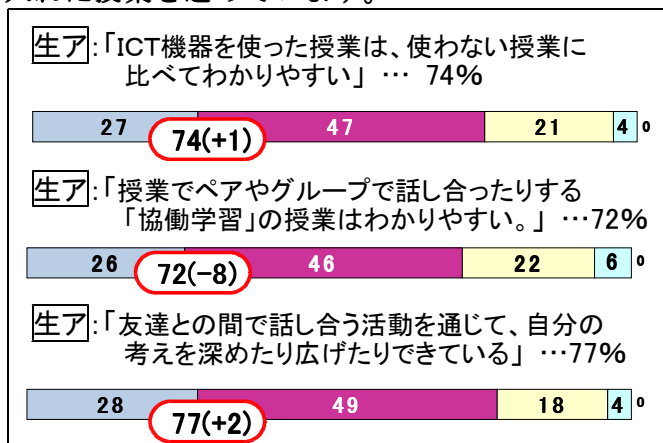 生ア:「ICT機器を使った授業は、使わない授業に
比べてわかりやすい」 … 74%
27 74(+1) 47 21 4 0
生ア:「授業でペアやグループで話し合ったりする
「協働学習」の授業はわかりやすい。」 …72%
26 72(−8) 46 22 6 0
生ア:「友達との間で話し合う活動を通じて、自分の
考えを深めたり広げたりできている」 …77%
28 77(+2) 49 18 4 0